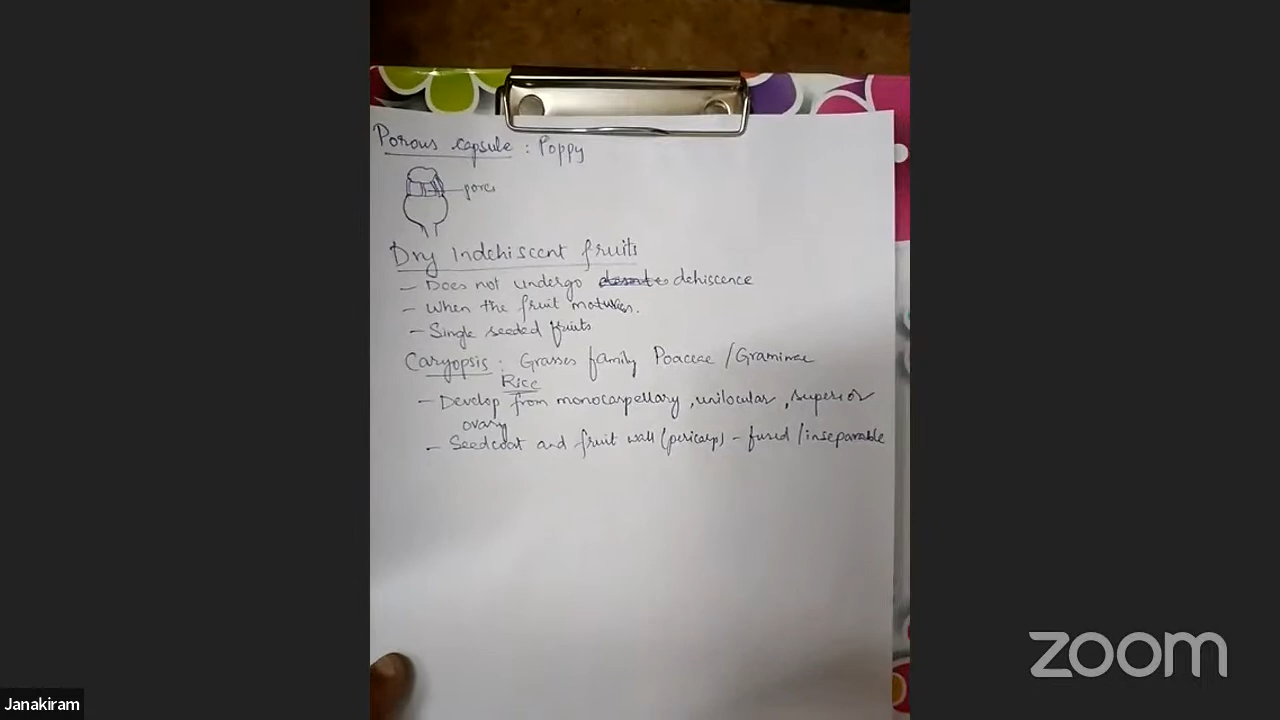 Porous capsule : Poppy
pores
Dry Indehiscent fruits
- Does not undergo dehiscence
- When the fruit matures.
- Single seeded fruits
Caryopsis : Grasses family Poaceae / Graminae
Rice
- Develop from monocarpellary, unilocular, superior
ovary
- Seedcoat and fruit wall (pericarp) - fused / inseparable
zoom
Janakiram